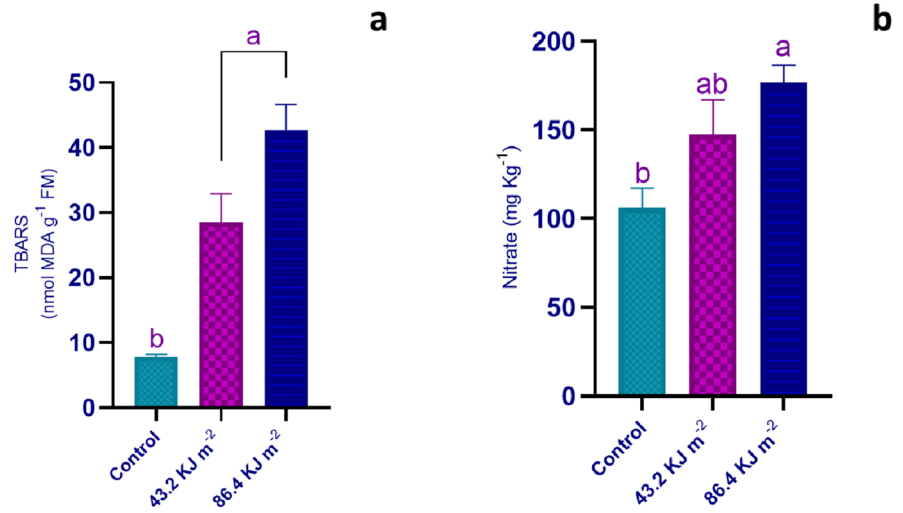 a
a
50
40
30
20
10
0
TBARS
(nmol MDA g⁻¹ FM)
b
Control
43.2 KJ m⁻²
86.4 KJ m⁻²
b
200
150
100
50
0
Nitrate (mg Kg⁻¹)
b
ab
a
Control
43.2 KJ m⁻²
86.4 KJ m⁻²